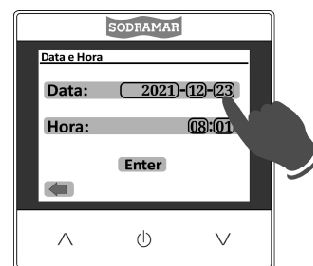 SODRAMAR
Data e Hora
Data: 2021-12-23
Hora: 08:01
Enter